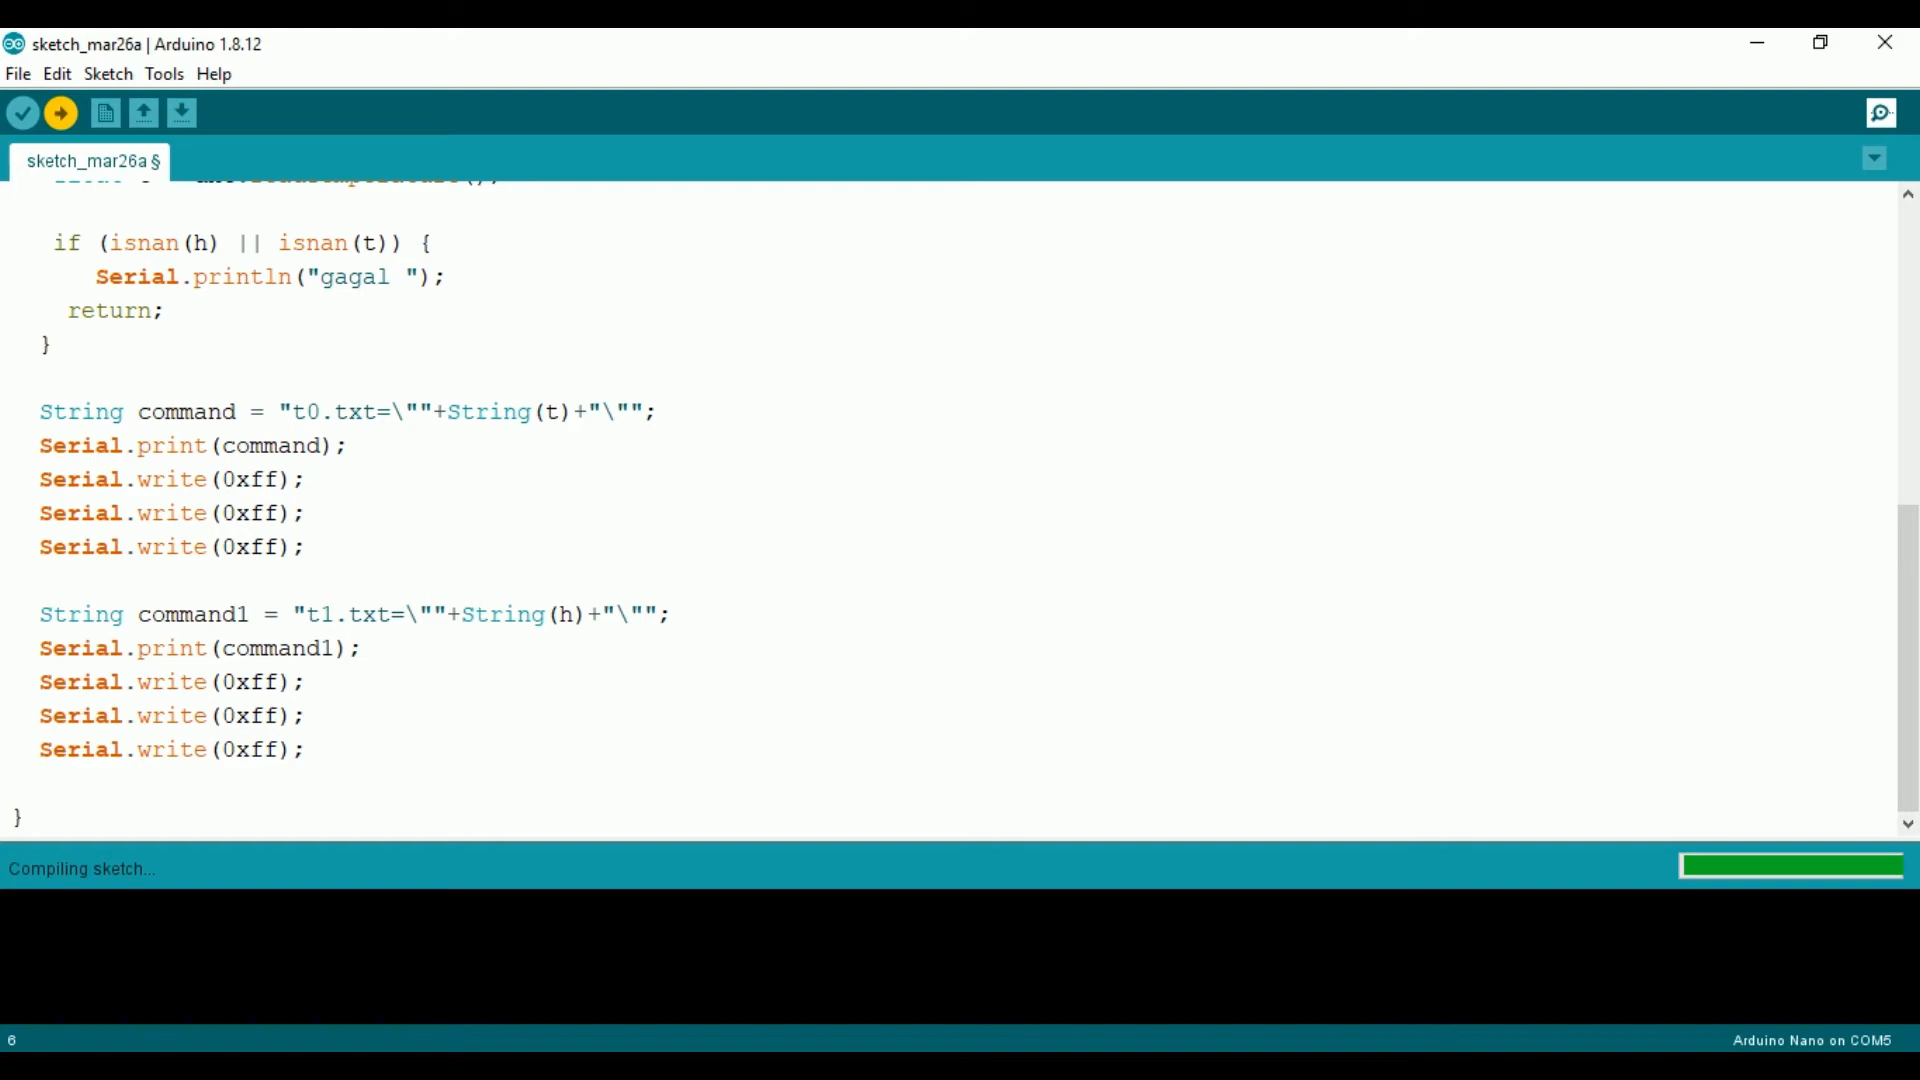 sketch_mar26a | Arduino 1.8.12
File Edit Sketch Tools Help
sketch_mar26a §
if (isnan(h) || isnan(t)) {
Serial.println("gagal ");
return;
}
String command = "t0.txt=\""+String(t)+"\"";
Serial.print(command);
Serial.write(0xff);
Serial.write(0xff);
Serial.write(0xff);
String command1 = "t1.txt=\""+String(h)+"\"";
Serial.print(command1);
Serial.write(0xff);
Serial.write(0xff);
Serial.write(0xff);
}
Compiling sketch...
6
Arduino Nano on COM5